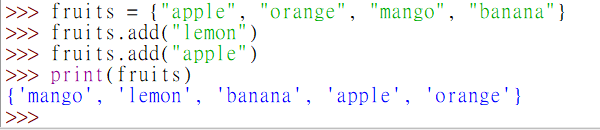 >>> fruits = {"apple", "orange", "mango", "banana"}
>>> fruits.add("lemon")
>>> fruits.add("apple")
>>> print(fruits)
{'mango', 'lemon', 'banana', 'apple', 'orange'}
>>>